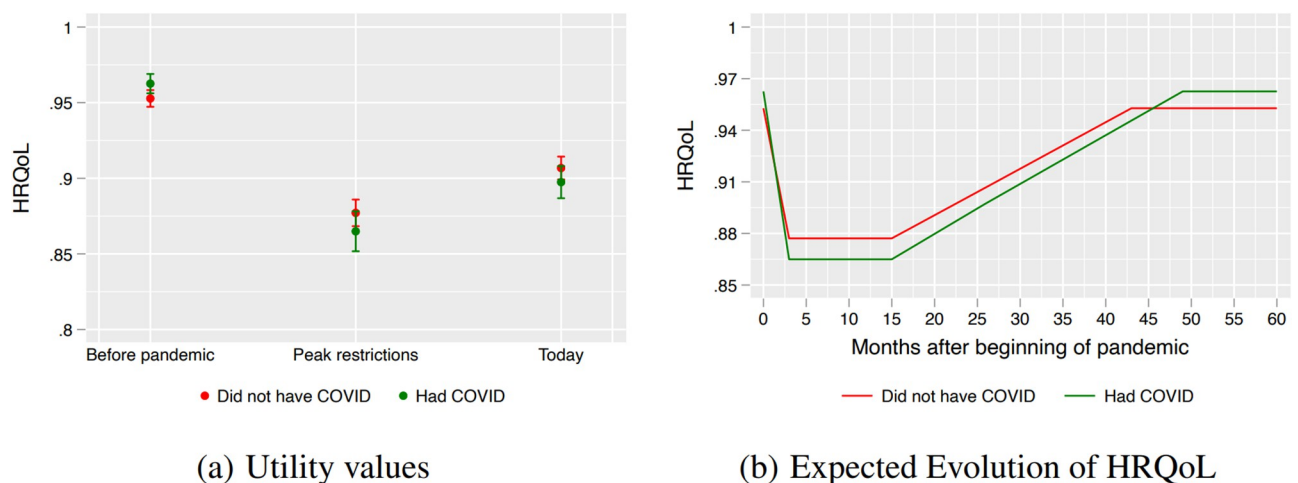 1
.95
.9
.85
.8
HRQoL
Before pandemic Peak restrictions Today
Did not have COVID Had COVID
(a) Utility values
1
.97
.94
.91
.88
.85
HRQoL
0 5 10 15 20 25 30 35 40 45 50 55 60
Months after beginning of pandemic
Did not have COVID Had COVID
(b) Expected Evolution of HRQoL